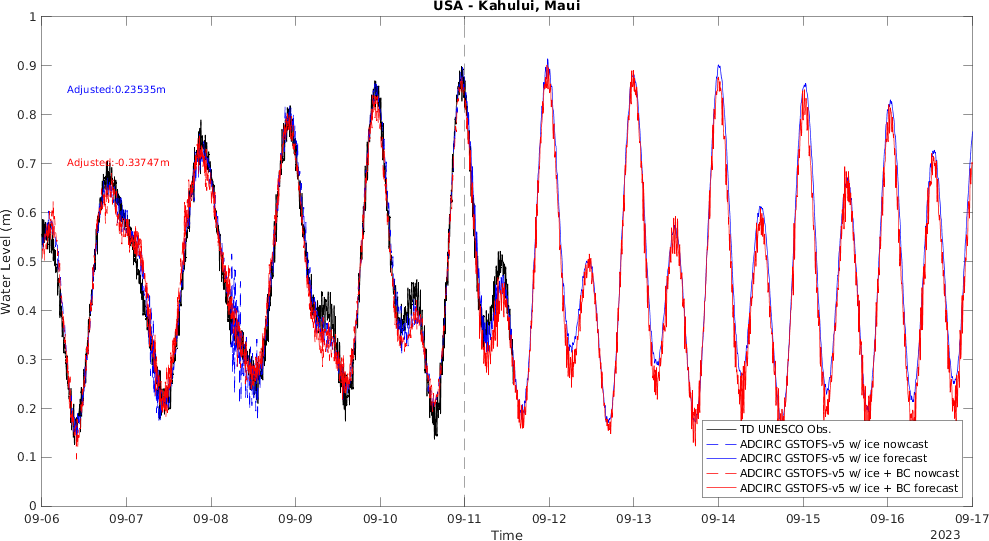 USA - Kahului, Maui
1
0.9
0.8
0.7
0.6
0.5
0.4
0.3
0.2
0.1
0
Water Level (m)
Adjusted:0.23535m
Adjusted:-0.33747m
TD UNESCO Obs.
ADCIRC GSTOFS-v5 w/ ice nowcast
ADCIRC GSTOFS-v5 w/ ice forecast
ADCIRC GSTOFS-v5 w/ ice + BC nowcast
ADCIRC GSTOFS-v5 w/ ice + BC forecast
09-06 09-07 09-08 09-09 09-10 09-11 09-12 09-13 09-14 09-15 09-16 09-17
Time
2023